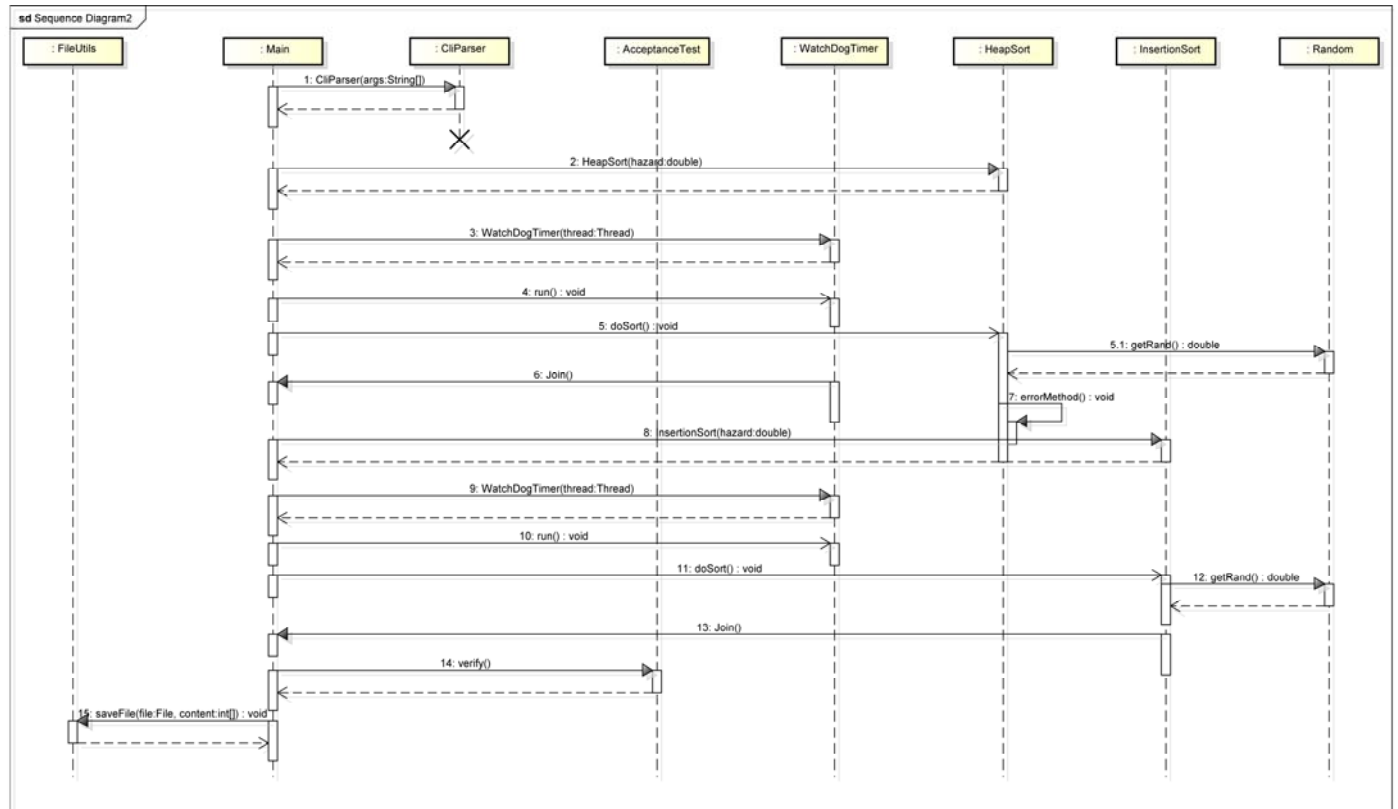 sd Sequence Diagram2
: FileUtils
: Main
: CliParser
: AcceptanceTest
: WatchDogTimer
: HeapSort
: InsertionSort
: Random
1: CliParser(args:String[])
2: HeapSort(hazard:double)
3: WatchDogTimer(thread:Thread)
4: run() : void
5: doSort() : void
5.1: getRand() : double
6: Join()
7: errorMethod() : void
8: InsertionSort(hazard:double)
9: WatchDogTimer(thread:Thread)
10: run() : void
11: doSort() : void
12: getRand() : double
13: Join()
14: verify()
15: saveFile(file:File, content:int[]) : void